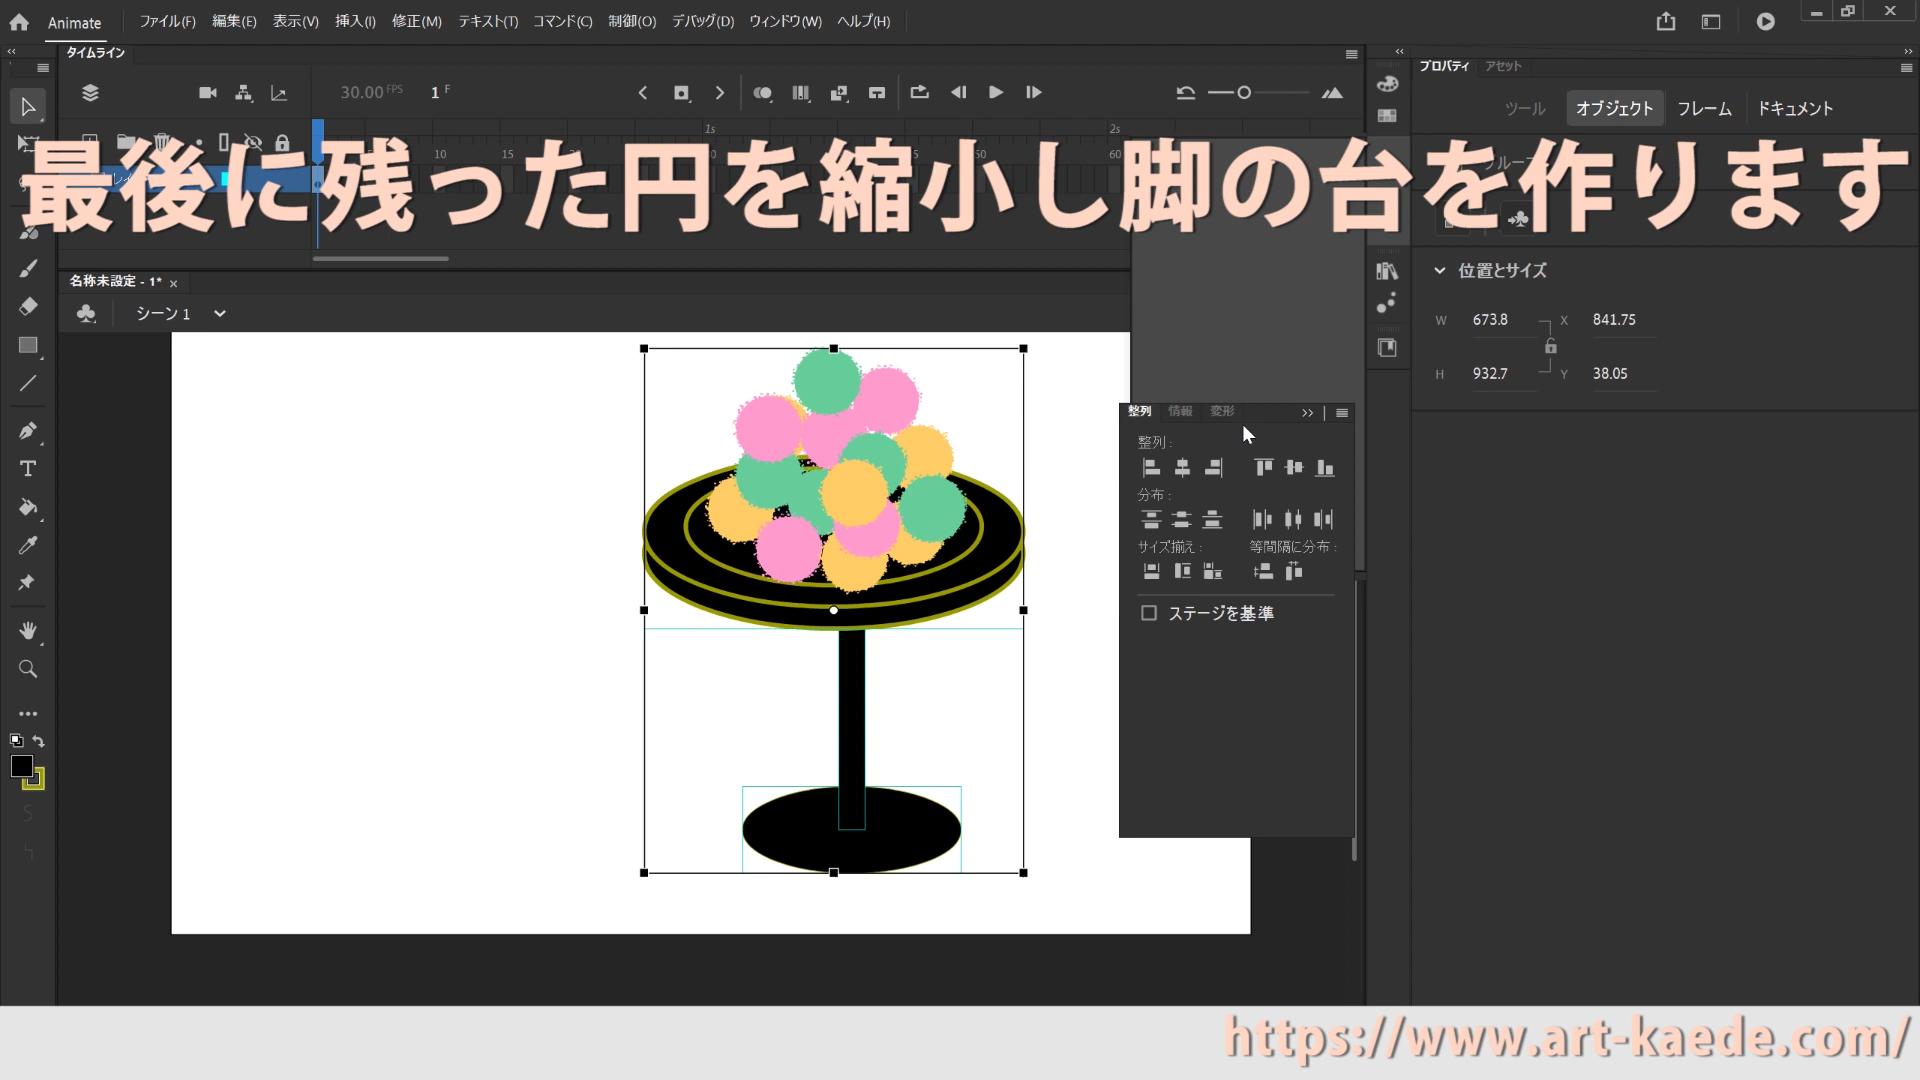 Animate
ファイル(F) 編集(E) 表示(V) 挿入(I) 修正(M) テキスト(T) コマンド(C) 制御(O) デバッグ(D) ウィンドウ(W) ヘルプ(H)
タイムライン
プロパティ アセット
30.00 FPS 1 F
ツール オブジェクト フレーム ドキュメント
1s 2s
10 15 60
最後に残った円を縮小し脚の台を作ります
名称未設定 - 1*
位置とサイズ
シーン 1
W 673.8 X 841.75
H 932.7 Y 38.05
整列 情報 変形
整列 :
分布 :
サイズ揃え : 等間隔に分布 :
ステージを基準
https://www.art-kaede.com/